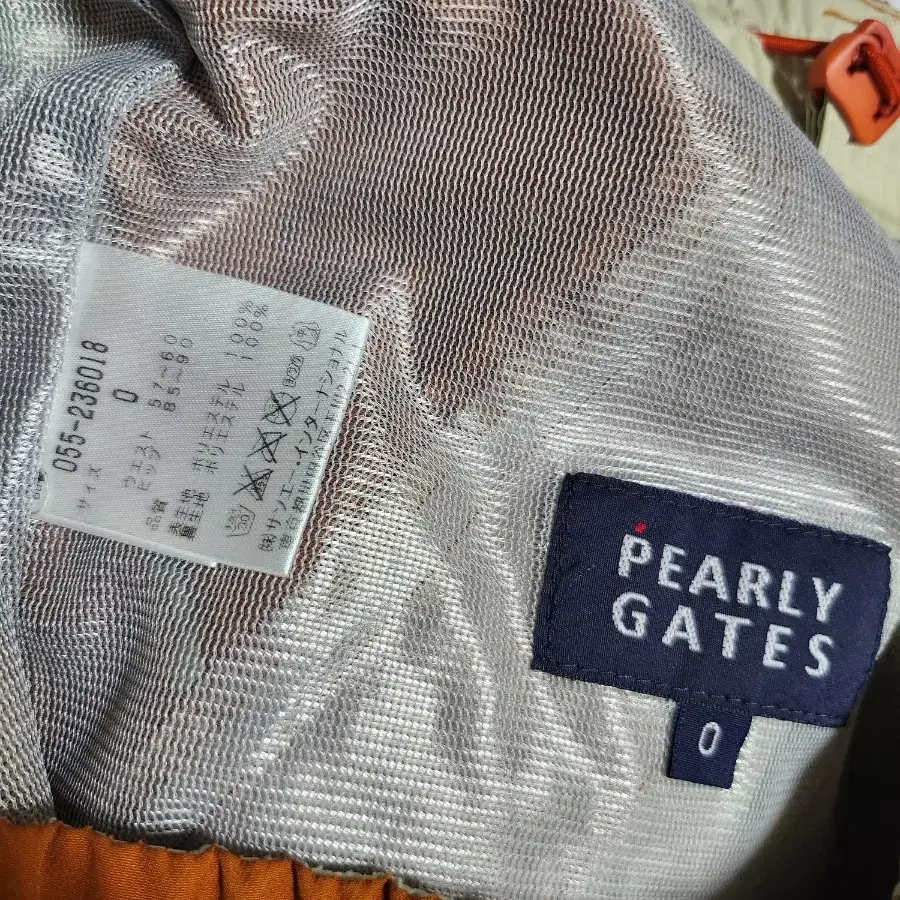 055-236018
サイズ 0
ウエスト 57～60
ヒップ 85～90
品質
表生地 ポリエステル 100%
裏生地 ポリエステル 100%
(株)サンエー・インターナショナル
PEARLY
GATES
0